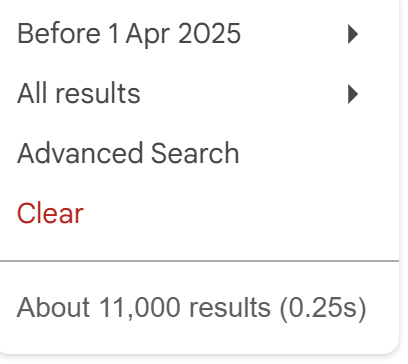 Before 1 Apr 2025
All results
Advanced Search
Clear
About 11,000 results (0.25s)